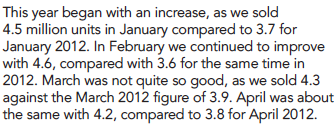 This year began with an increase, as we sold
4.5 million units in January compared to 3.7 for
January 2012. In February we continued to improve
with 4.6, compared with 3.6 for the same time in
2012. March was not quite so good, as we sold 4.3
against the March 2012 figure of 3.9. April was about
the same with 4.2, compared to 3.8 for April 2012.